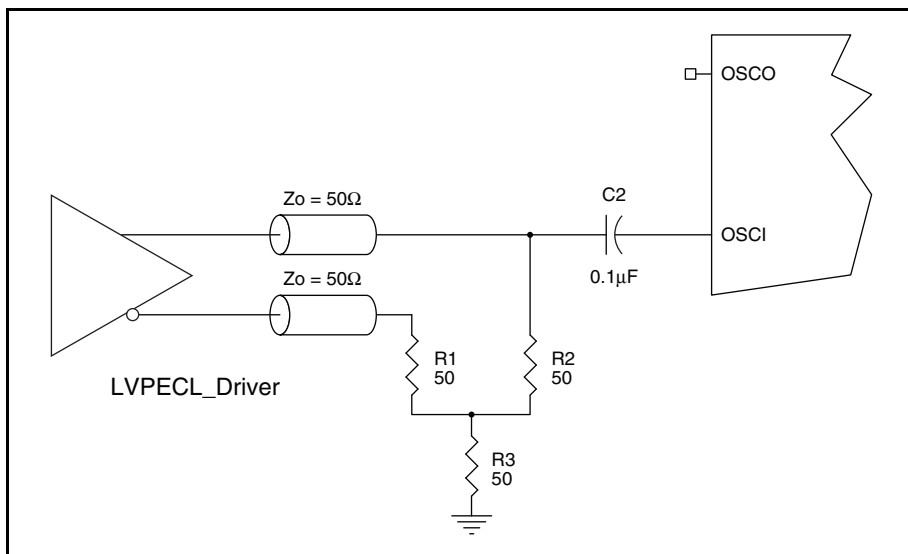 OSCO
Zo = 50Ω
C2
OSCI
Zo = 50Ω
0.1μF
R1
50
R2
50
LVPECL_Driver
R3
50